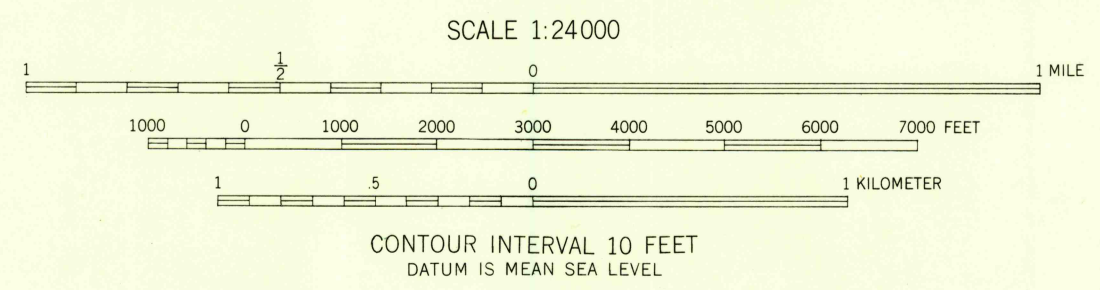 SCALE 1:24000
1 1/2 0 1 MILE
1000 0 1000 2000 3000 4000 5000 6000 7000 FEET
1 .5 0 1 KILOMETER
CONTOUR INTERVAL 10 FEET
DATUM IS MEAN SEA LEVEL